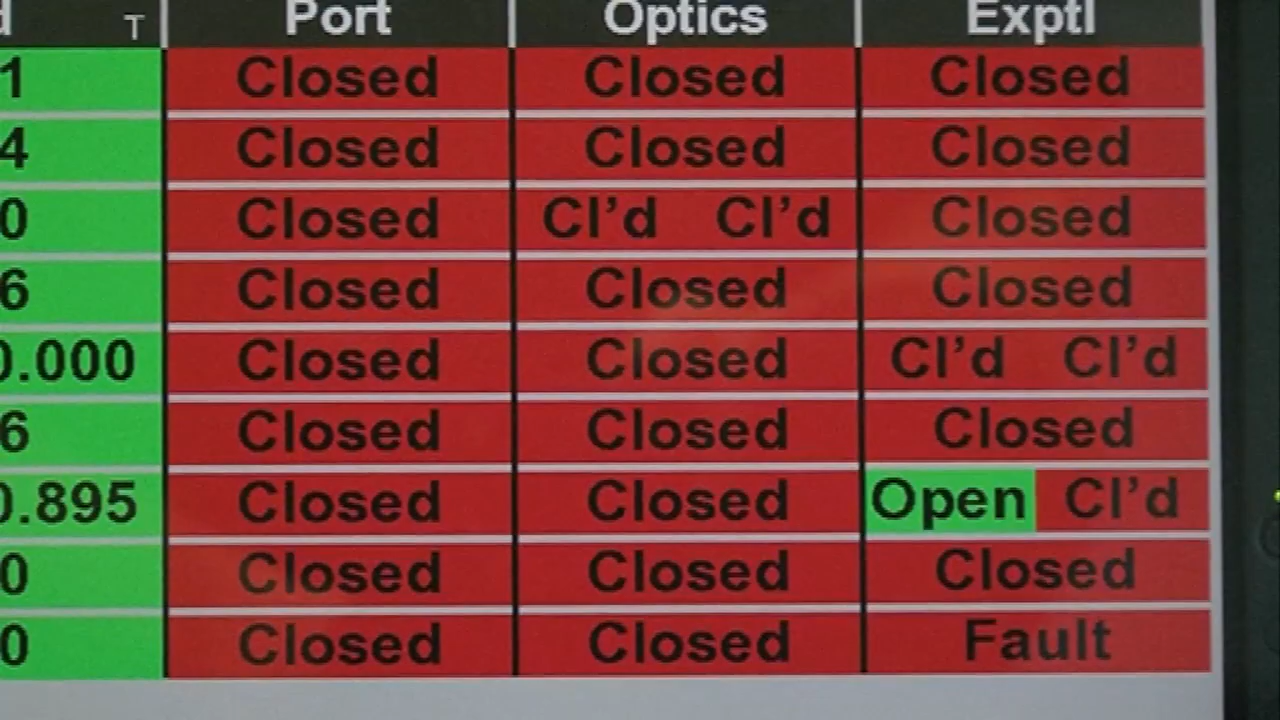 d T Port Optics Exptl
1 Closed Closed Closed
4 Closed Closed Closed
0 Closed Cl’d Cl’d Closed
6 Closed Closed Closed
0.000 Closed Closed Cl’d Cl’d
6 Closed Closed Closed
0.895 Closed Closed Open Cl’d
0 Closed Closed Closed
0 Closed Closed Fault